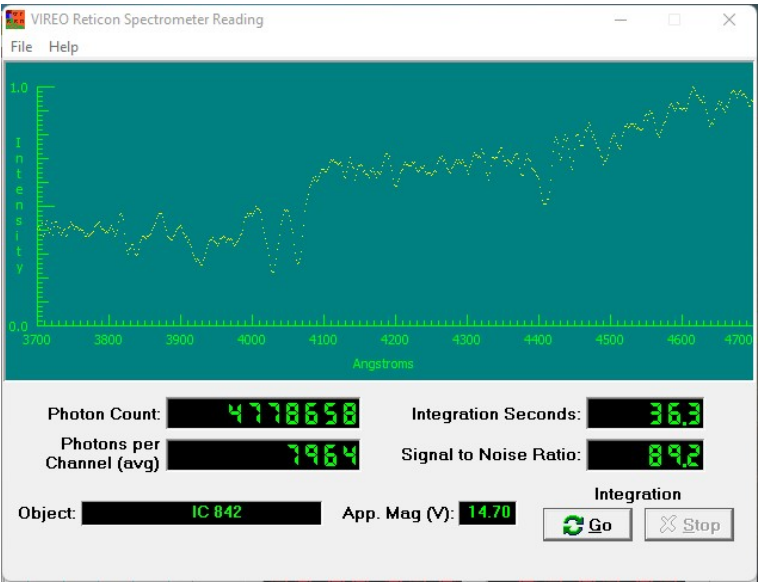 VIREO Reticon Spectrometer Reading
File Help
1.0
Intensity
0.0
3700 3800 3900 4000 4100 4200 4300 4400 4500 4600 4700
Angstroms
Photon Count: 4778658
Integration Seconds: 36.3
Photons per
Channel (avg) 7964
Signal to Noise Ratio: 89.2
Object: IC 842
App. Mag (V): 14.70
Integration
Go
Stop